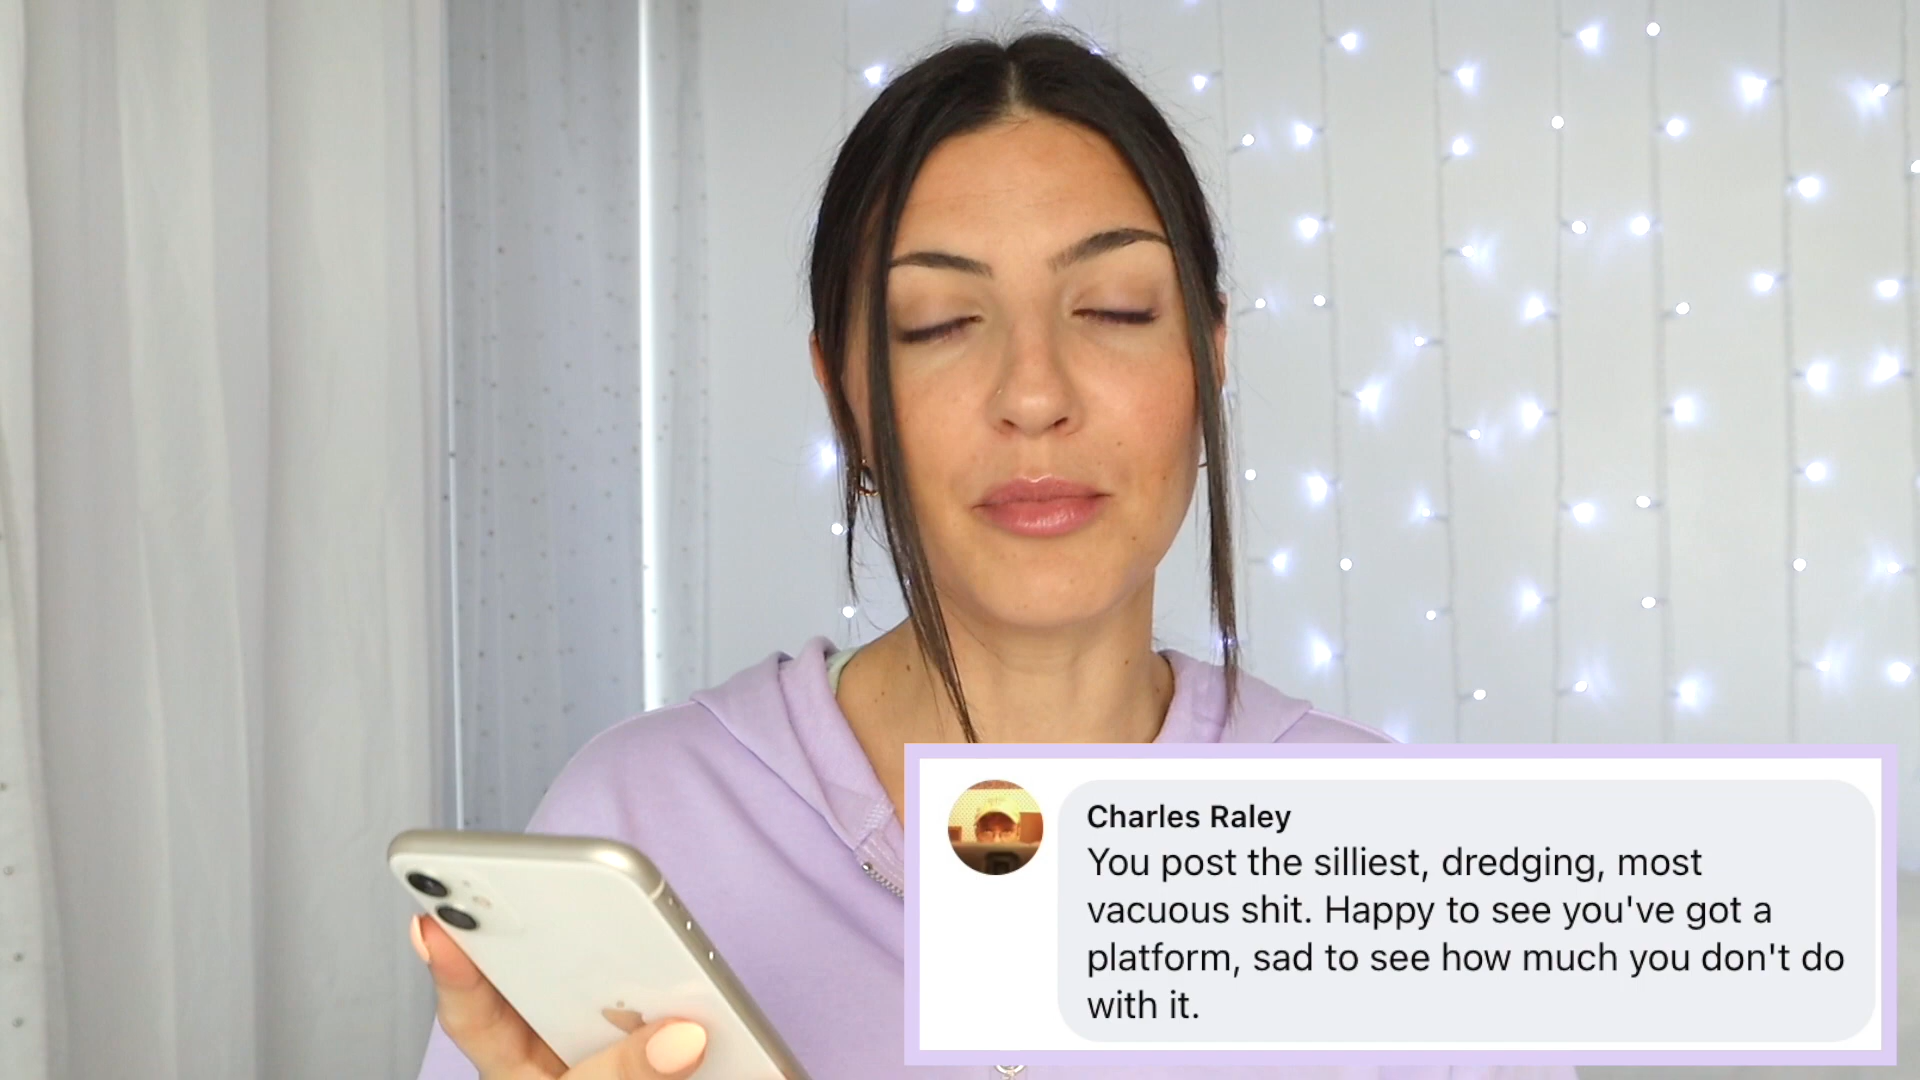 Charles Raley
You post the silliest, dredging, most
vacuous shit. Happy to see you've got a
platform, sad to see how much you don't do
with it.